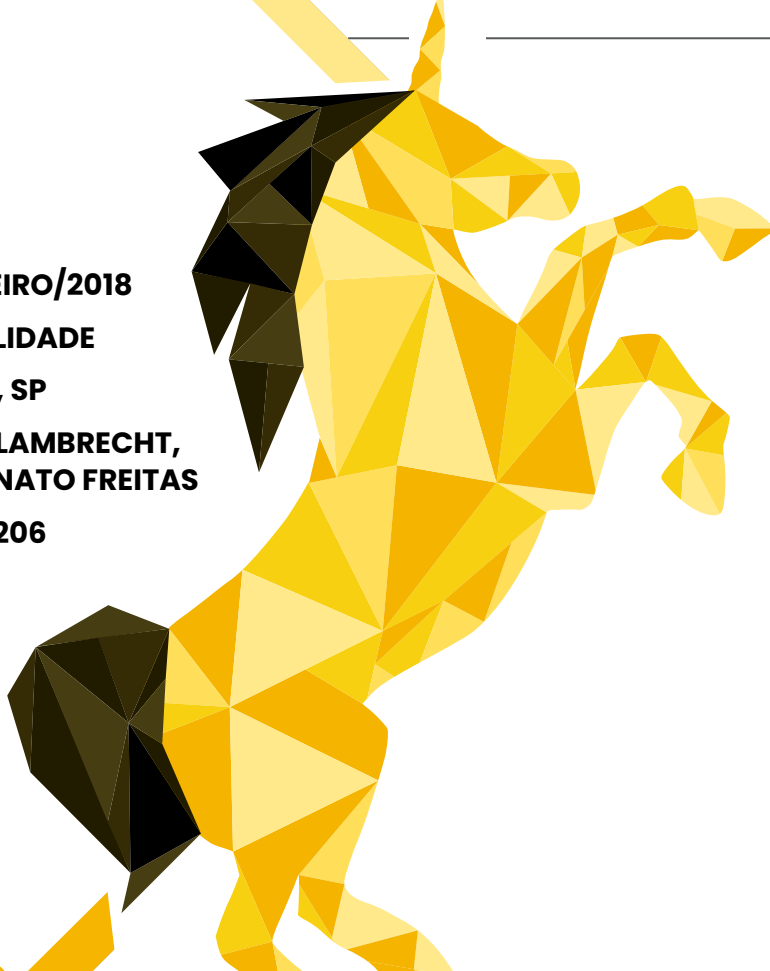 EIRO/2018
LIDADE
, SP
LAMBRECHT,
NATO FREITAS
206